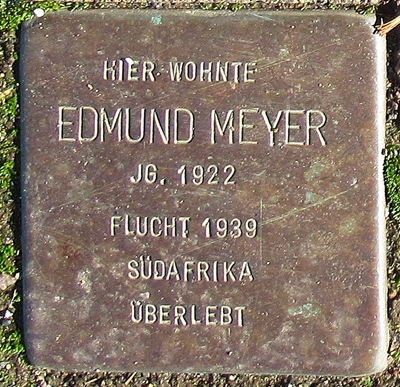 HIER WOHNTE
EDMUND MEYER
JG. 1922
FLUCHT 1939
SÜDAFRIKA
ÜBERLEBT